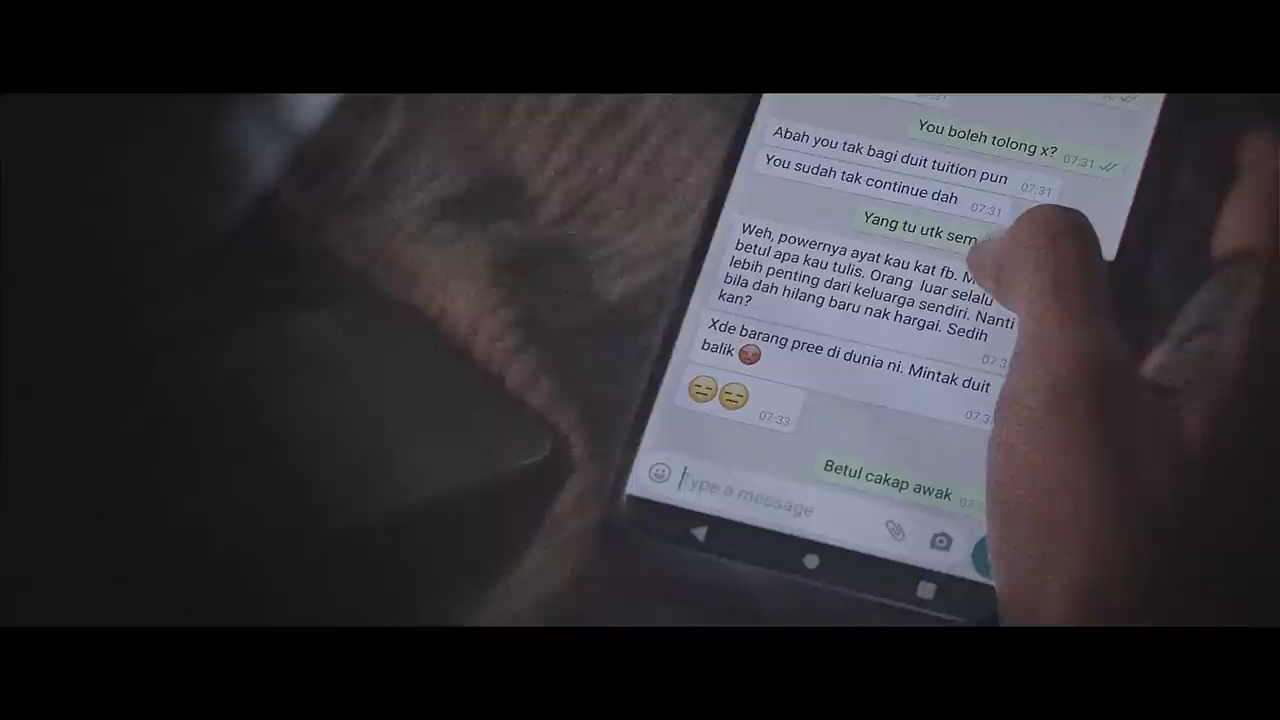 You boleh tolong x?
07:31
Abah you tak bagi duit tuition pun
07:31
You sudah tak continue dah
07:31
Yang tu utk sem
Weh, powernya ayat kau kat fb.
betul apa kau tulis. Orang luar selalu
lebih penting dari keluarga sendiri. Nanti
bila dah hilang baru nak hargai. Sedih
kan?
Xde barang pree di dunia ni. Mintak duit
balik 😡
😑😑
07:33
Betul cakap awak
Type a message